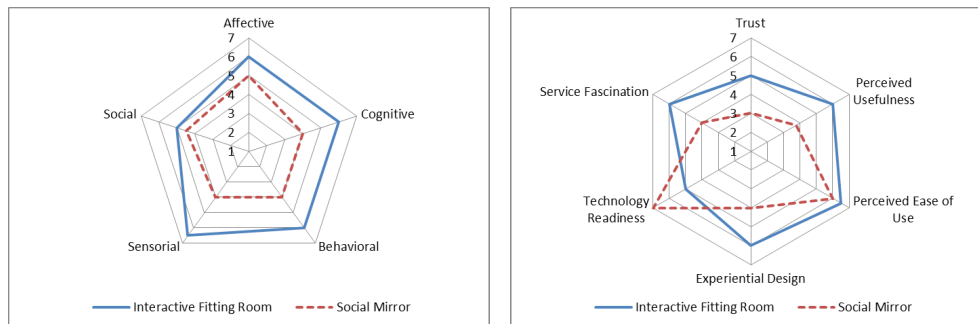 Affective
7
6
5
4
3
2
1
Social
Cognitive
Sensorial
Behavioral
Interactive Fitting Room
Social Mirror
Trust
7
6
5
4
3
2
1
Service Fascination
Perceived
Usefulness
Technology
Readiness
Perceived Ease of
Use
Experiential Design
Interactive Fitting Room
Social Mirror